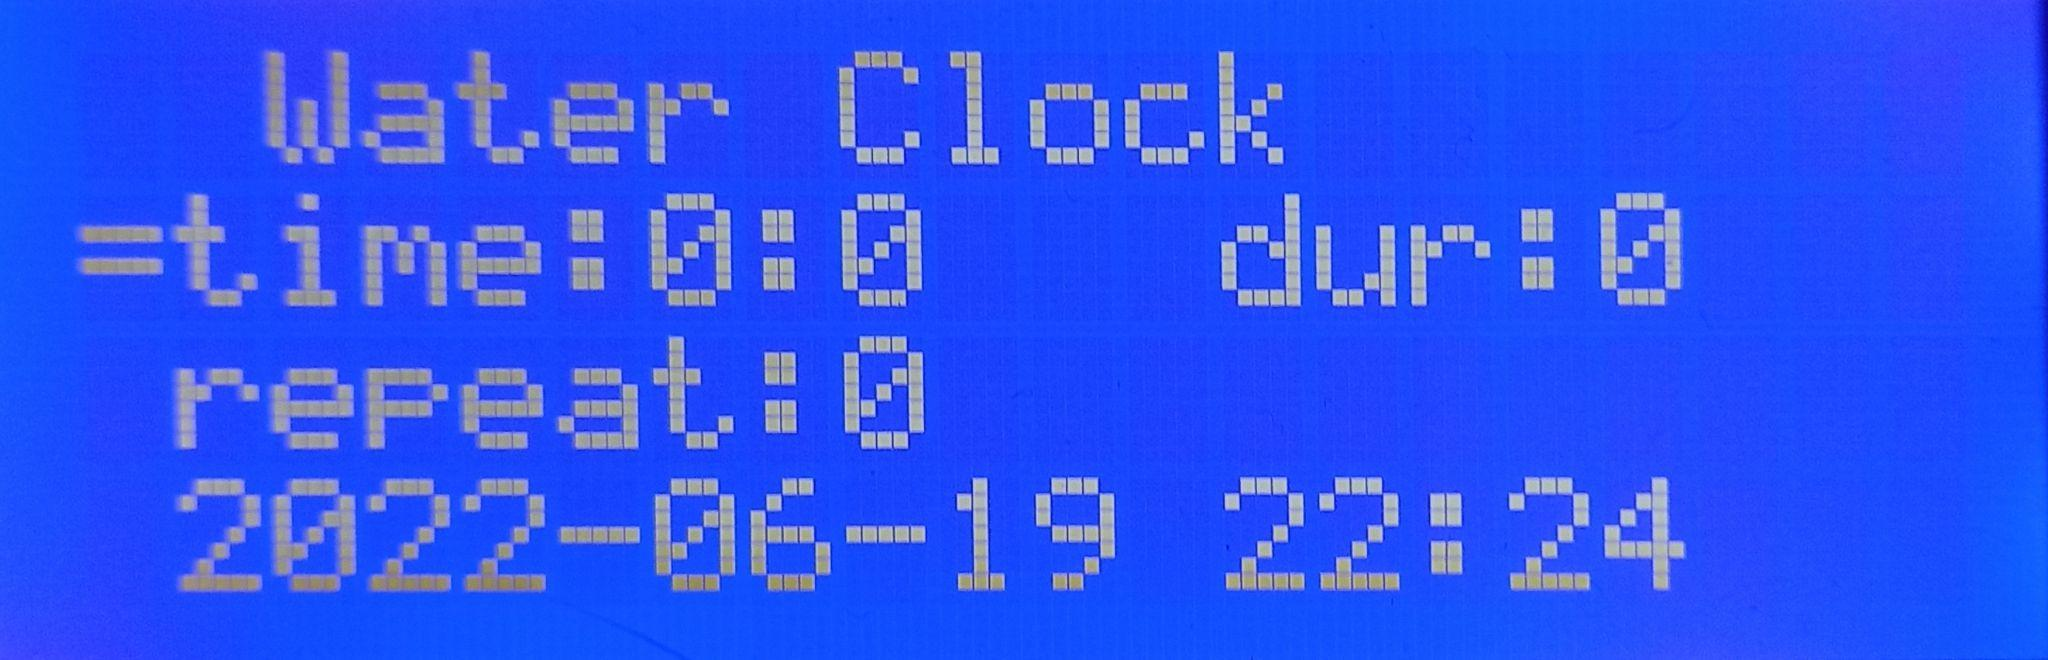 Water Clock
=time:0:0 dur:0
repeat:0
2022-06-19 22:24